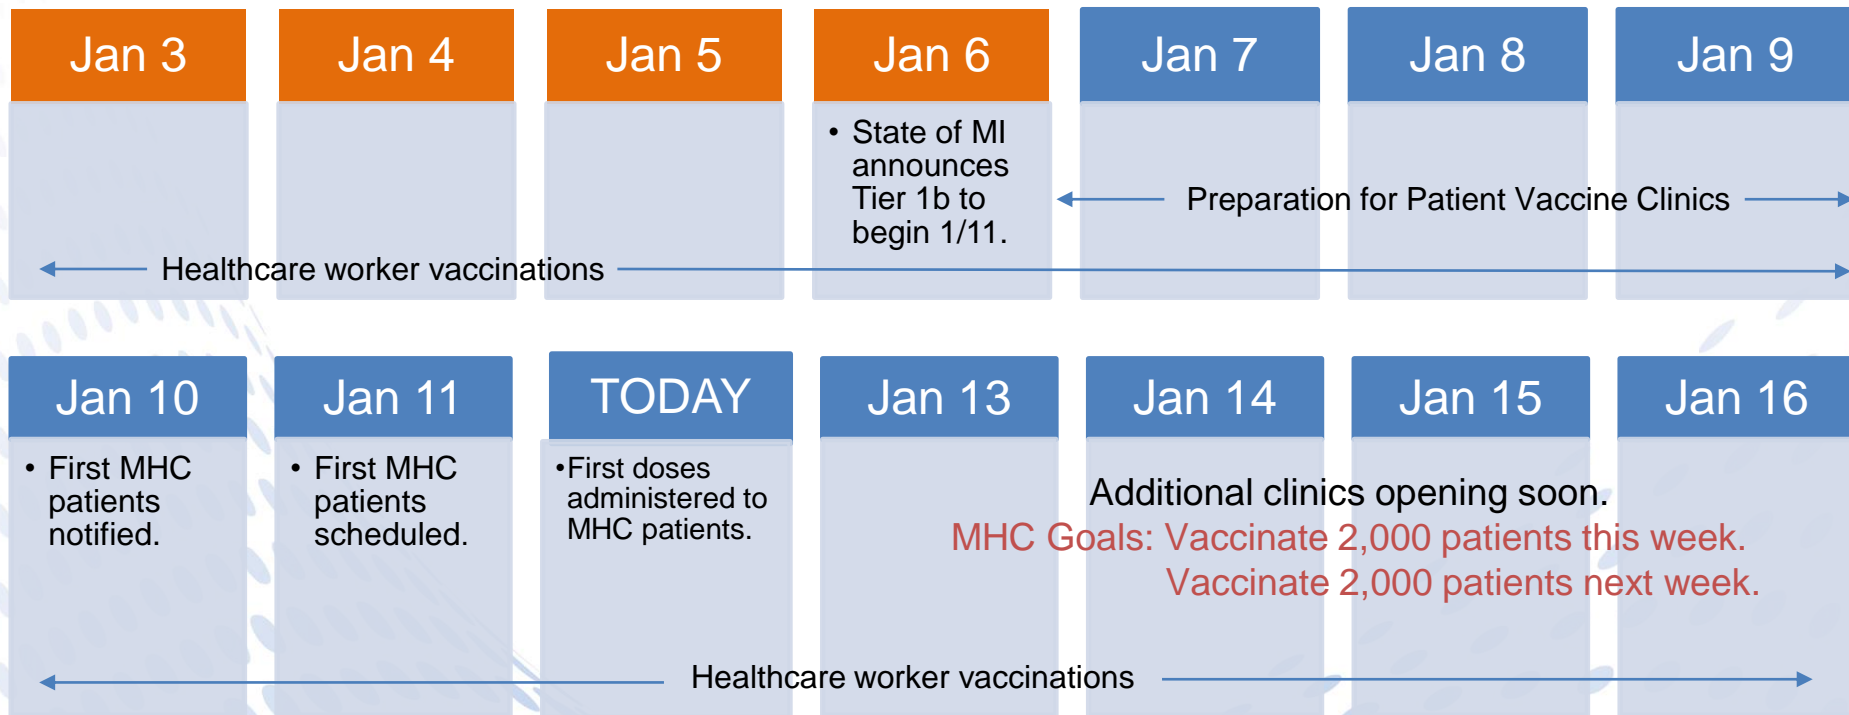 Jan 3
Jan 4
Jan 5
Jan 6
Jan 7
Jan 8
Jan 9
• State of MI
announces
Tier 1b to
begin 1/11.
Preparation for Patient Vaccine Clinics
Healthcare worker vaccinations
Jan 10
Jan 11
TODAY
Jan 13
Jan 14
Jan 15
Jan 16
• First MHC
patients
notified.
• First MHC
patients
scheduled.
•First doses
administered to
MHC patients.
Additional clinics opening soon.
MHC Goals: Vaccinate 2,000 patients this week.
Vaccinate 2,000 patients next week.
Healthcare worker vaccinations